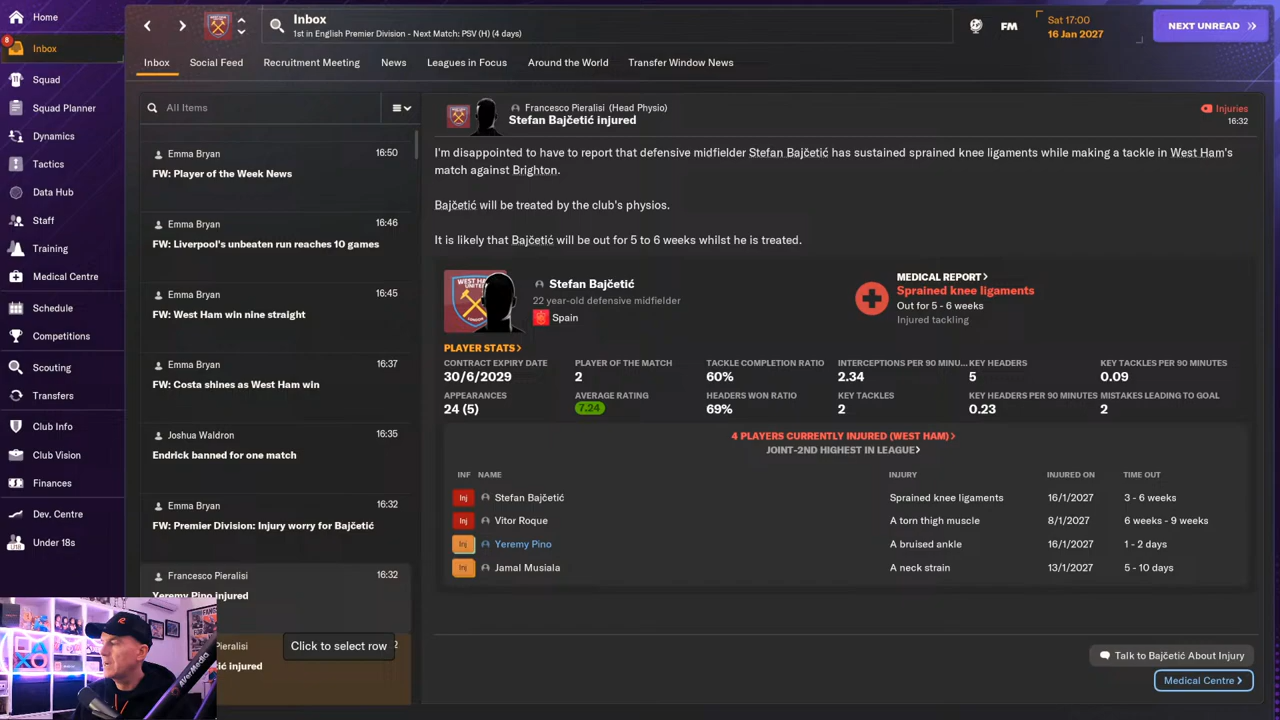 Home
Inbox
1st in English Premier Division - Next Match: PSV (H) (4 days)
FM
Sat 17:00
16 Jan 2027
NEXT UNREAD
8
Inbox
Squad
Squad Planner
Dynamics
Tactics
Data Hub
Staff
Training
Medical Centre
Schedule
Competitions
Scouting
Transfers
Club Info
Club Vision
Finances
Dev. Centre
Under 18s
Inbox
Social Feed
Recruitment Meeting
News
Leagues in Focus
Around the World
Transfer Window News
All Items
Emma Bryan 16:50
FW: Player of the Week News
Emma Bryan 16:46
FW: Liverpool's unbeaten run reaches 10 games
Emma Bryan 16:45
FW: West Ham win nine straight
Emma Bryan 16:37
FW: Costa shines as West Ham win
Joshua Waldron 16:35
Endrick banned for one match
Emma Bryan 16:32
FW: Premier Division: Injury worry for Bajčetić
Francesco Pieralisi 16:32
Yeremy Pino injured
Click to select row
Francesco Pieralisi (Head Physio)
Stefan Bajčetić injured
Injuries
16:32
I'm disappointed to have to report that defensive midfielder Stefan Bajčetić has sustained sprained knee ligaments while making a tackle in West Ham's
match against Brighton.
Bajčetić will be treated by the club's physios.
It is likely that Bajčetić will be out for 5 to 6 weeks whilst he is treated.
Stefan Bajčetić
22 year-old defensive midfielder
Spain
MEDICAL REPORT
Sprained knee ligaments
Out for 5 - 6 weeks
Injured tackling
PLAYER STATS
CONTRACT EXPIRY DATE PLAYER OF THE MATCH TACKLE COMPLETION RATIO INTERCEPTIONS PER 90 MINU... KEY HEADERS KEY TACKLES PER 90 MINUTES
30/6/2029 2 60% 2.34 5 0.09
APPEARANCES AVERAGE RATING HEADERS WON RATIO KEY TACKLES KEY HEADERS PER 90 MINUTES MISTAKES LEADING TO GOAL
24 (5) 7.24 69% 2 0.23 2
4 PLAYERS CURRENTLY INJURED (WEST HAM)
JOINT-2ND HIGHEST IN LEAGUE
INF NAME INJURY INJURED ON TIME OUT
Inj Stefan Bajčetić Sprained knee ligaments 16/1/2027 3 - 6 weeks
Inj Vitor Roque A torn thigh muscle 8/1/2027 6 weeks - 9 weeks
Inj Yeremy Pino A bruised ankle 16/1/2027 1 - 2 days
Inj Jamal Musiala A neck strain 13/1/2027 5 - 10 days
Talk to Bajčetić About Injury
Medical Centre